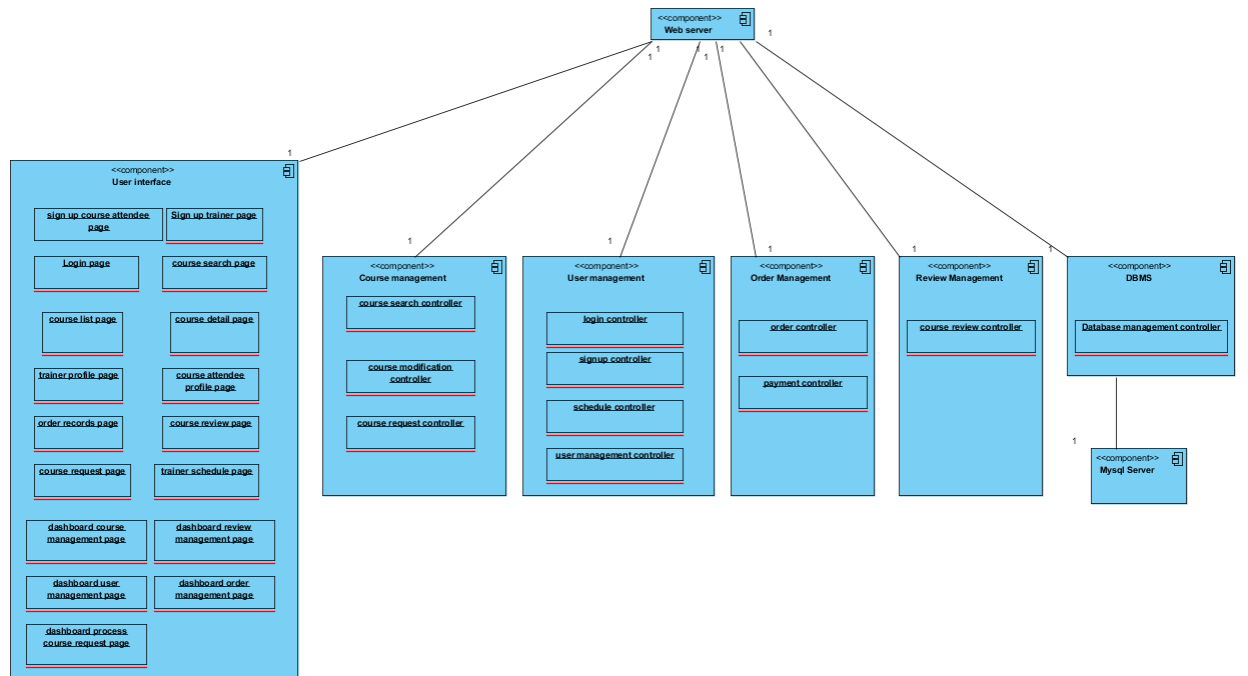 <<component>>
Web server
1
1
1
1
1
1
1
1
<<component>>
User interface
sign up course attendee
page
Sign up trainer page
Login page
course search page
course list page
course detail page
trainer profile page
course attendee
profile page
order records page
course review page
course request page
trainer schedule page
dashboard course
management page
dashboard review
management page
dashboard user
management page
dashboard order
management page
dashboard process
course request page
1
<<component>>
Course management
course search controller
course modification
controller
course request controller
1
<<component>>
User management
login controller
signup controller
schedule controller
user management controller
1
<<component>>
Order Management
order controller
payment controller
1
<<component>>
Review Management
course review controller
1
<<component>>
DBMS
Database management controller
1
<<component>>
Mysql Server